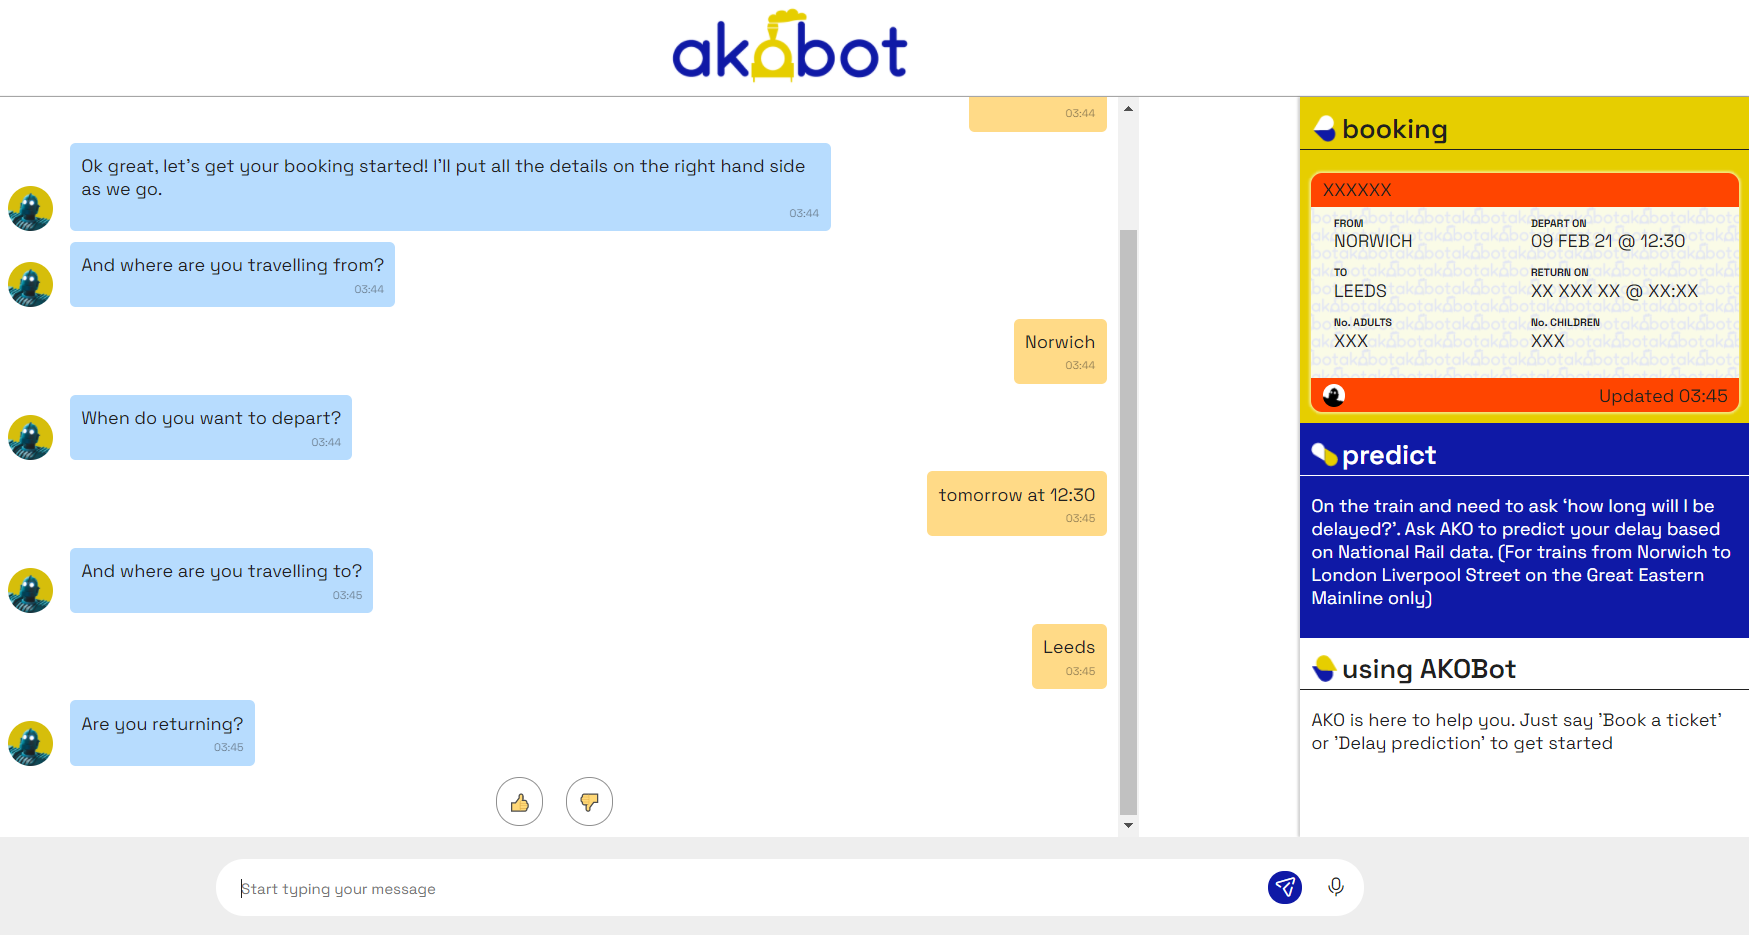 akobot
03:44
Ok great, let's get your booking started! I'll put all the details on the right hand side
as we go.
03:44
And where are you travelling from?
03:44
Norwich
03:44
When do you want to depart?
03:44
tomorrow at 12:30
03:45
And where are you travelling to?
03:45
Leeds
03:45
Are you returning?
03:45
Start typing your message
booking
XXXXXX
FROM
NORWICH
DEPART ON
09 FEB 21 @ 12:30
TO
LEEDS
RETURN ON
XX XXX XX @ XX:XX
No. ADULTS
XXX
No. CHILDREN
XXX
Updated 03:45
predict
On the train and need to ask ‘how long will I be
delayed?’. Ask AKO to predict your delay based
on National Rail data. (For trains from Norwich to
London Liverpool Street on the Great Eastern
Mainline only)
using AKOBot
AKO is here to help you. Just say 'Book a ticket'
or 'Delay prediction' to get started